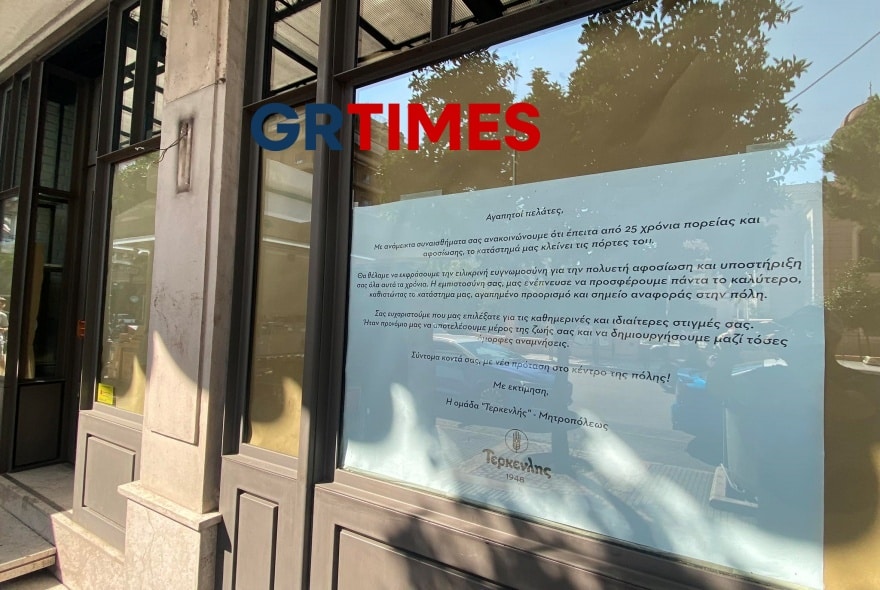 GRTIMES
Αγαπητοί πελάτες,
Με ανάμεικτα συναισθήματα σας ανακοινώνουμε ότι έπειτα από 25 χρόνια πορείας και
αφοσίωσης, το κατάστημά μας κλείνει τις πόρτες του.
Θα θέλαμε να εκφράσουμε την ειλικρινή ευγνωμοσύνη για την πολυετή αφοσίωση και υποστήριξη
σας όλα αυτά τα χρόνια. Η εμπιστοσύνη σας, μας ενέπνευσε να προσφέρουμε πάντα το καλύτερο,
καθιστώντας το κατάστημα μας, αγαπημένο προορισμό και σημείο αναφοράς στην πόλη.
Σας ευχαριστούμε που μας επιλέξατε για τις καθημερινές και ιδιαίτερες στιγμές σας.
Ήταν προνόμιο μας να αποτελέσουμε μέρος της ζωής σας και να δημιουργήσουμε μαζί τόσες
όμορφες αναμνήσεις.
Σύντομα κοντά σας, με νέα πρόταση στο κέντρο της πόλης!
Με εκτίμηση,
Η ομάδα "Τερκενλής" - Μητροπόλεως
Τερκενλης
1948